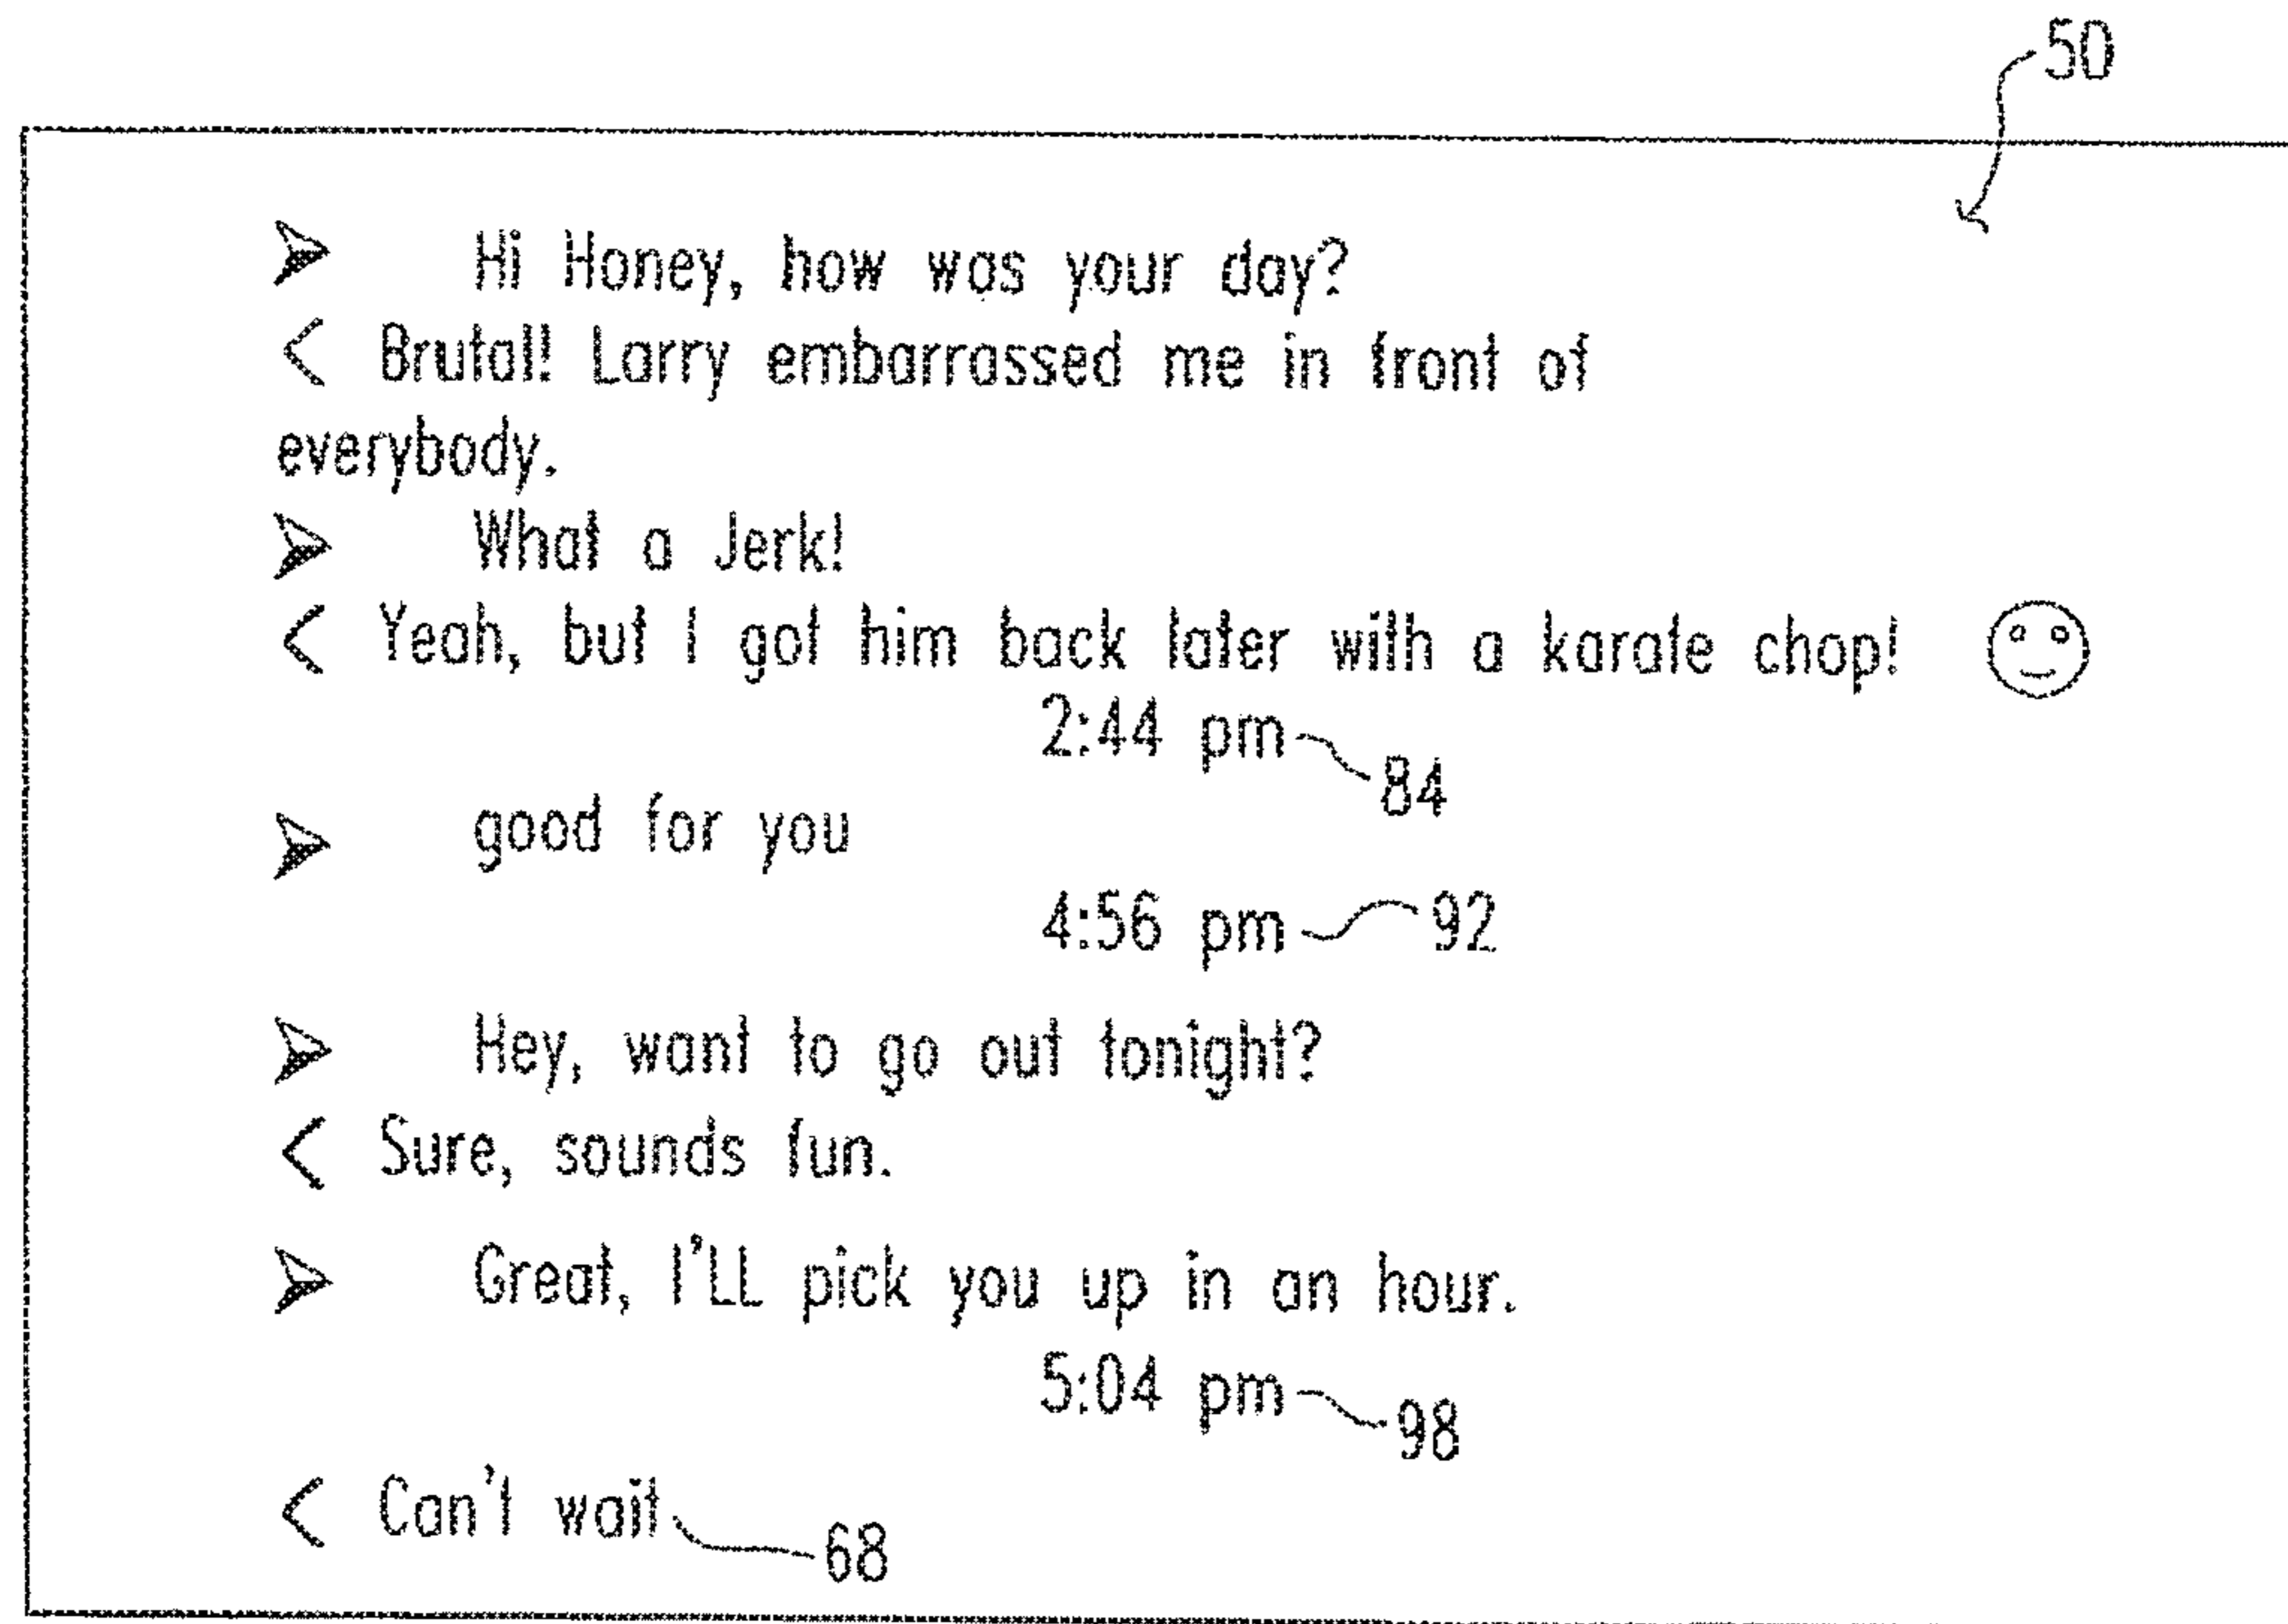 50
➢ Hi Honey, how was your day?
< Brutal! Larry embarrassed me in front of
everybody.
➢ What a Jerk!
< Yeah, but I got him back later with a karate chop!
2:44 pm
84
➢ good for you
4:56 pm 92
➢ Hey, want to go out tonight?
< Sure, sounds fun.
➢ Great, I'LL pick you up in an hour.
5:04 pm 98
< Can't wait 68